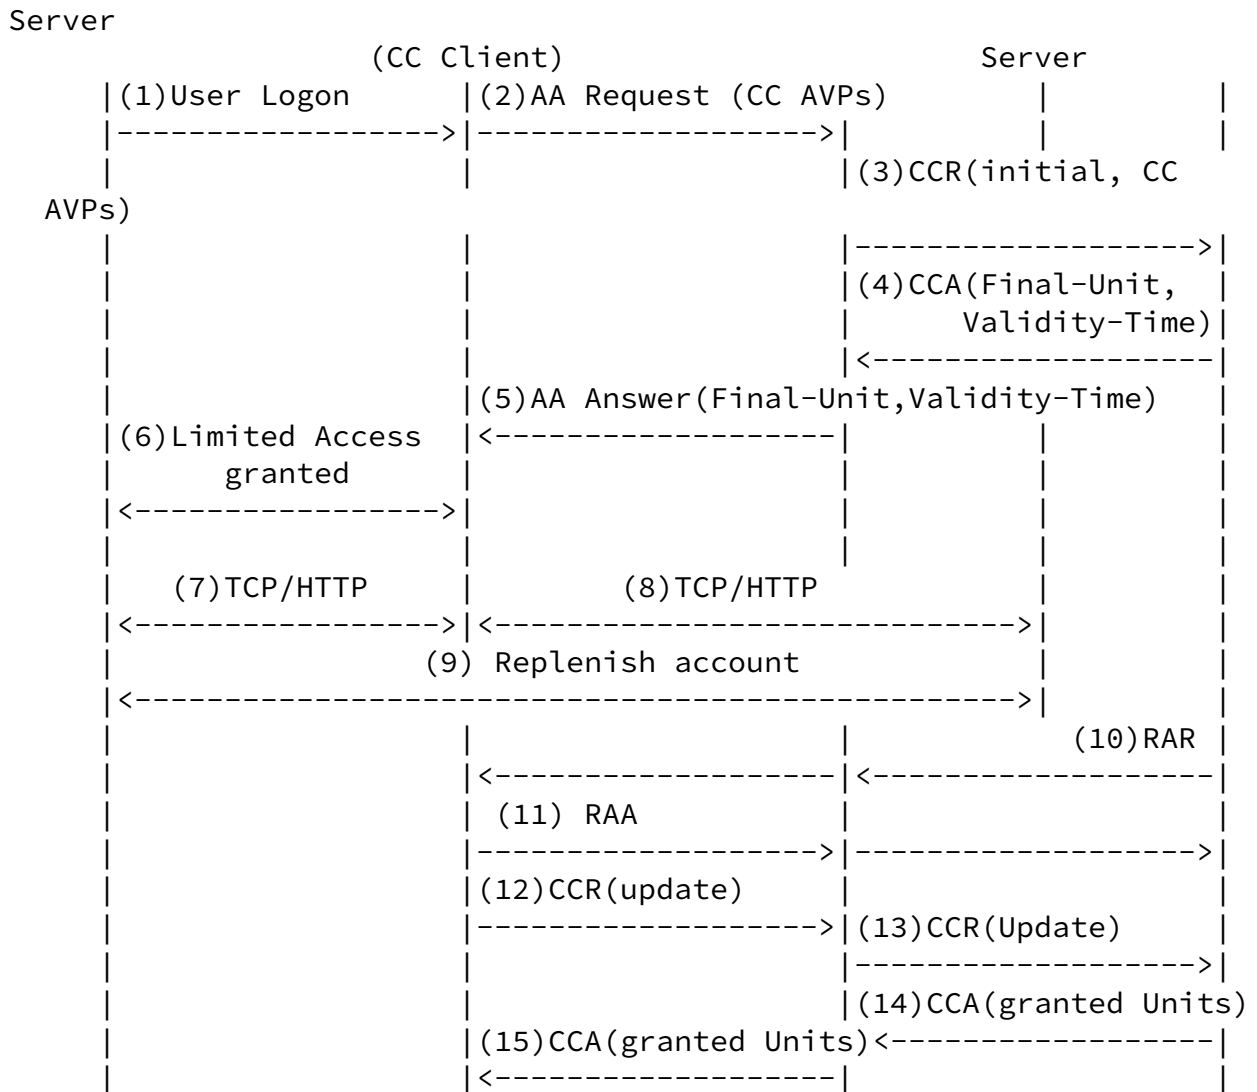 Server
(CC Client) Server
|(1)User Logon |(2)AA Request (CC AVPs) | |
|------------------>|------------------->| | |
| | |(3)CCR(initial, CC
AVPs)
| | |------------------->|
| | |(4)CCA(Final-Unit, |
| | | Validity-Time)|
| | |<-------------------|
| |(5)AA Answer(Final-Unit,Validity-Time) |
|(6)Limited Access |<-------------------| | |
| granted | | | |
|<----------------->| | | |
| | | | |
| (7)TCP/HTTP | (8)TCP/HTTP | |
|<----------------->|<------------------------------>| |
| (9) Replenish account | |
|<-------------------------------------------------->| |
| | | (10)RAR |
| |<-------------------|<-------------------|
| | (11) RAA | |
| |------------------->|------------------->|
| |(12)CCR(update) | |
| |------------------->|(13)CCR(Update) |
| | |------------------->|
| | |(14)CCA(granted Units)
| |(15)CCA(granted Units)<------------------|
| |<-------------------| |